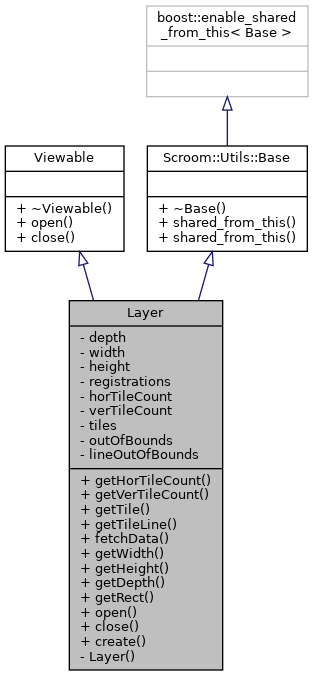 boost::enable_shared
_from_this< Base >
Viewable
+ ~Viewable()
+ open()
+ close()
Scroom::Utils::Base
+ ~Base()
+ shared_from_this()
+ shared_from_this()
Layer
- depth
- width
- height
- registrations
- horTileCount
- verTileCount
- tiles
- outOfBounds
- lineOutOfBounds
+ getHorTileCount()
+ getVerTileCount()
+ getTile()
+ getTileLine()
+ fetchData()
+ getWidth()
+ getHeight()
+ getDepth()
+ getRect()
+ open()
+ close()
+ create()
- Layer()